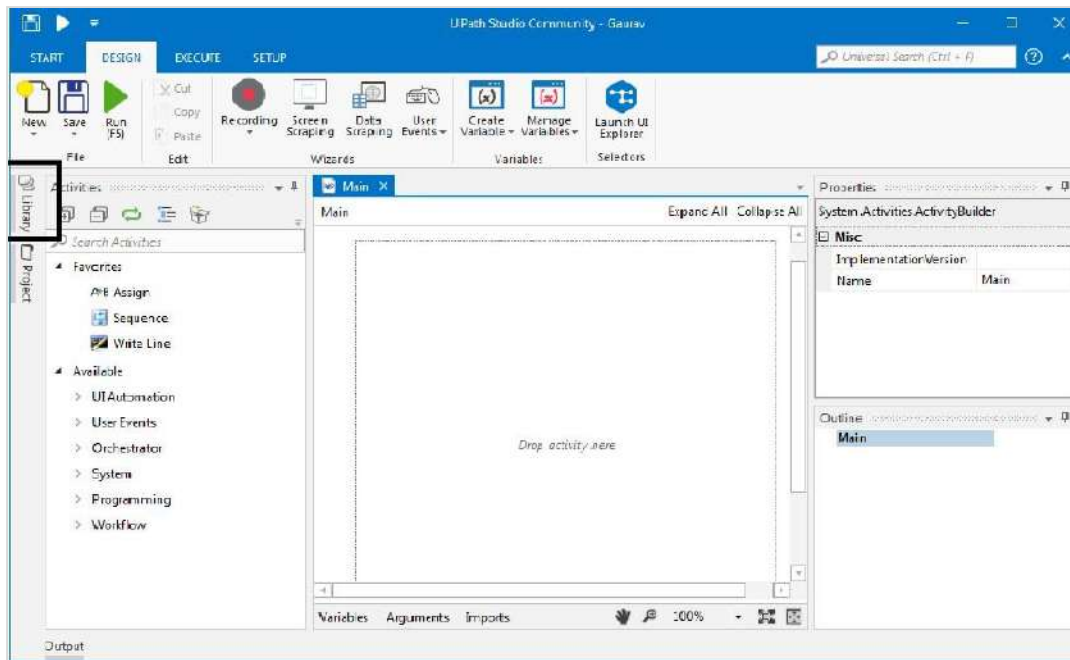 UiPath Studio Community - Gaurav
START DESIGN EXECUTE SETUP
Universal Search (Ctrl + F)
New
Save
Run
(F5)
Cut
Copy
Paste
Recording
Screen
Scraping
Data
Scraping
User
Events
Create
Variable
Manage
Variables
Launch UI
Explorer
File Edit Wizards Variables Selectors
Library
Project
Activities
Search Activities
Favorites
A+B Assign
Sequence
Write Line
Available
UIAutomation
User Events
Orchestrator
System
Programming
Workflow
Main
Main Expand All Collapse All
Drop activity here
Variables Arguments Imports 100%
Properties
System.Activities.ActivityBuilder
Misc
ImplementationVersion
Name Main
Outline
Main
Output